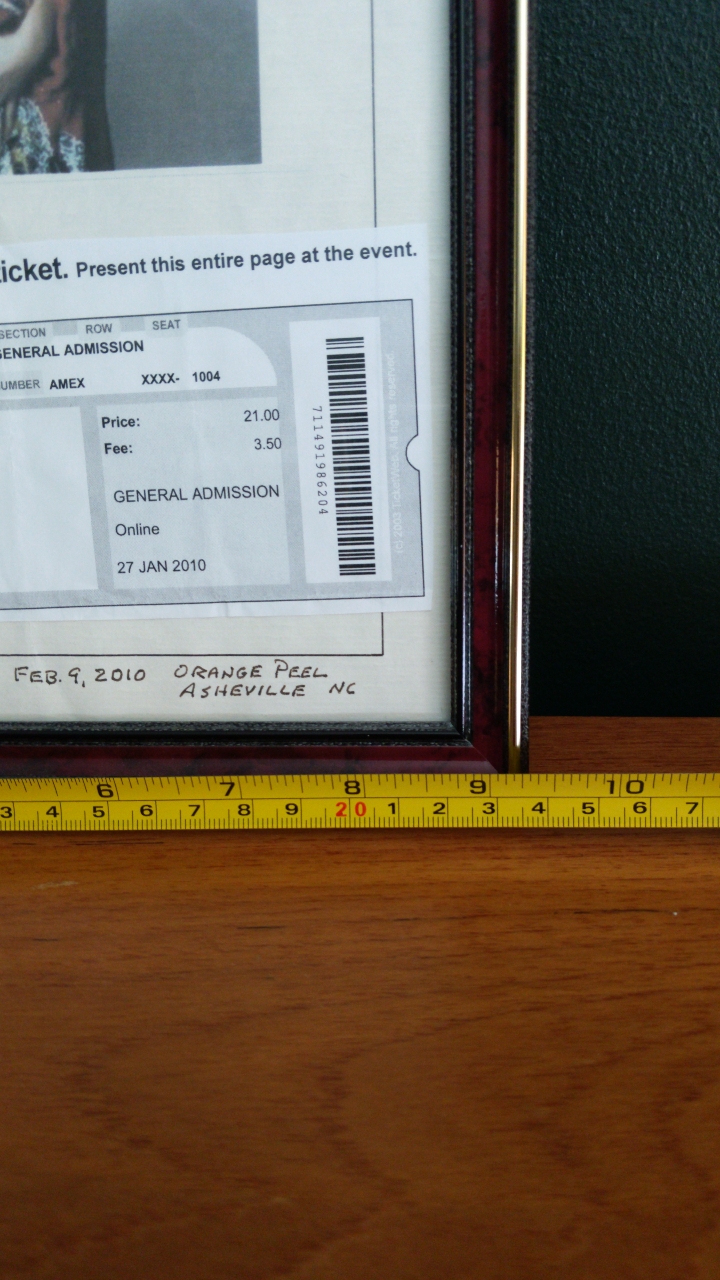 icket. Present this entire page at the event.
SECTION ROW SEAT
GENERAL ADMISSION
UMBER AMEX XXXX- 1004
Price: 21.00
Fee: 3.50
GENERAL ADMISSION
Online
27 JAN 2010
711491986204
All rights reserved
FEB. 9, 2010 ORANGE PEEL
ASHEVILLE NC
6 7 8 9 10
3 4 5 6 7 8 9 20 1 2 3 4 5 6 7